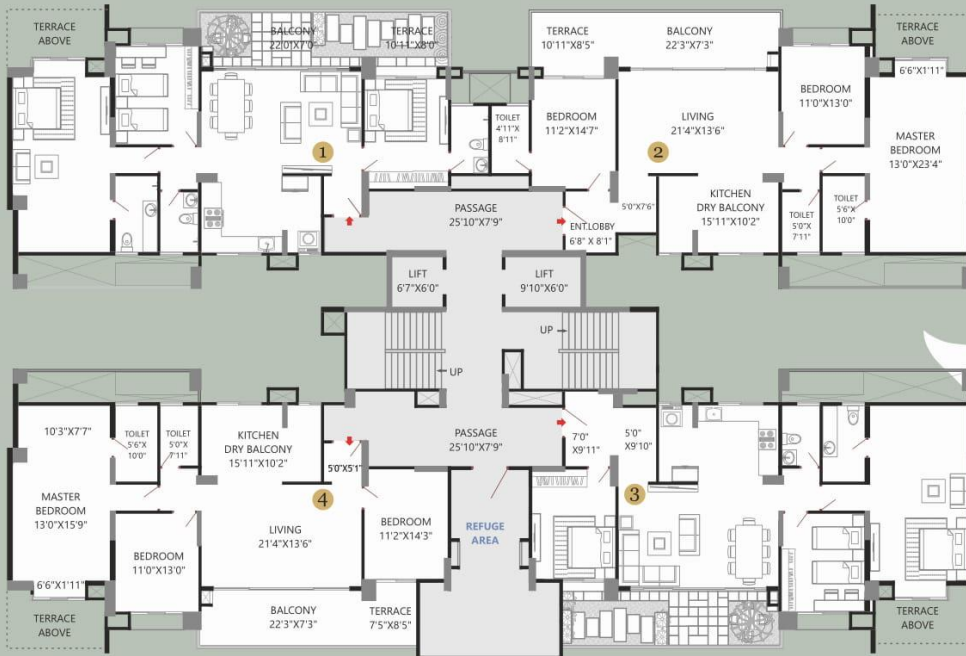 TERRACE
ABOVE
BALCONY
22'0"X7'0"
TERRACE
10'11"X8'0"
TERRACE
10'11"X8'5"
BALCONY
22'3"X7'3"
TERRACE
ABOVE
6'6"X1'11"
BEDROOM
11'0"X13'0"
TOILET
4'11"X
8'11"
BEDROOM
11'2"X14'7"
LIVING
21'4"X13'6"
MASTER
BEDROOM
13'0"X23'4"
1
2
KITCHEN
DRY BALCONY
15'11"X10'2"
TOILET
5'0"X
7'11"
TOILET
5'6"X
10'0"
PASSAGE
25'10"X7'9"
5'0"X7'6"
ENT.LOBBY
6'8" X 8'1"
LIFT
6'7"X6'0"
LIFT
9'10"X6'0"
UP
UP
10'3"X7'7"
TOILET
5'6"X
10'0"
TOILET
5'0"X
7'11"
KITCHEN
DRY BALCONY
15'11"X10'2"
PASSAGE
25'10"X7'9"
7'0"
X9'11"
5'0"
X9'10"
5'0"X5'1"
4
3
MASTER
BEDROOM
13'0"X15'9"
LIVING
21'4"X13'6"
BEDROOM
11'2"X14'3"
REFUGE
AREA
BEDROOM
11'0"X13'0"
6'6"X1'11"
TERRACE
ABOVE
BALCONY
22'3"X7'3"
TERRACE
7'5"X8'5"
TERRACE
ABOVE